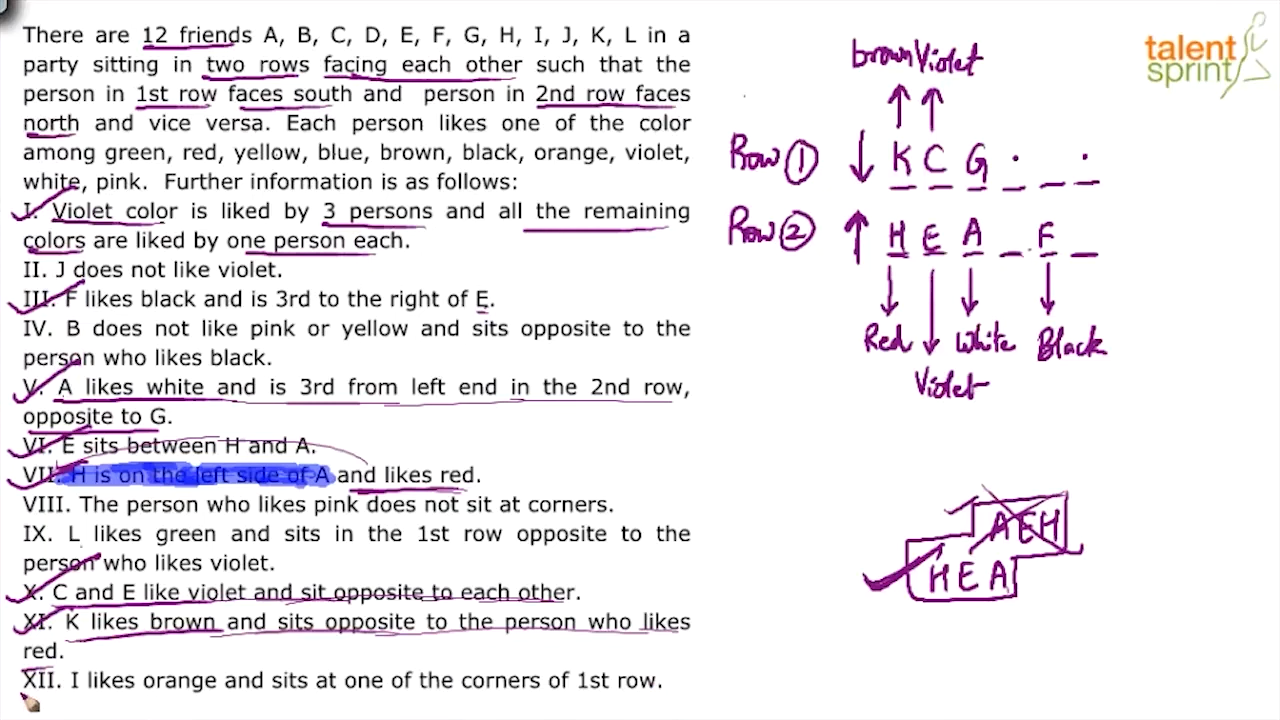 There are 12 friends A, B, C, D, E, F, G, H, I, J, K, L in a
party sitting in two rows facing each other such that the
person in 1st row faces south and person in 2nd row faces
north and vice versa. Each person likes one of the color
among green, red, yellow, blue, brown, black, orange, violet,
white, pink. Further information is as follows:
I. Violet color is liked by 3 persons and all the remaining
colors are liked by one person each.
II. J does not like violet.
III. F likes black and is 3rd to the right of E.
IV. B does not like pink or yellow and sits opposite to the
person who likes black.
V. A likes white and is 3rd from left end in the 2nd row,
opposite to G.
VI. E sits between H and A.
VII. H is on the left side of A and likes red.
VIII. The person who likes pink does not sit at corners.
IX. L likes green and sits in the 1st row opposite to the
person who likes violet.
X. C and E like violet and sit opposite to each other.
XI. K likes brown and sits opposite to the person who likes
red.
XII. I likes orange and sits at one of the corners of 1st row.
talent
sprint
brown Violet
Row 1 K C G
Row 2 H E A F
Red White Black
Violet
A E H
H E A